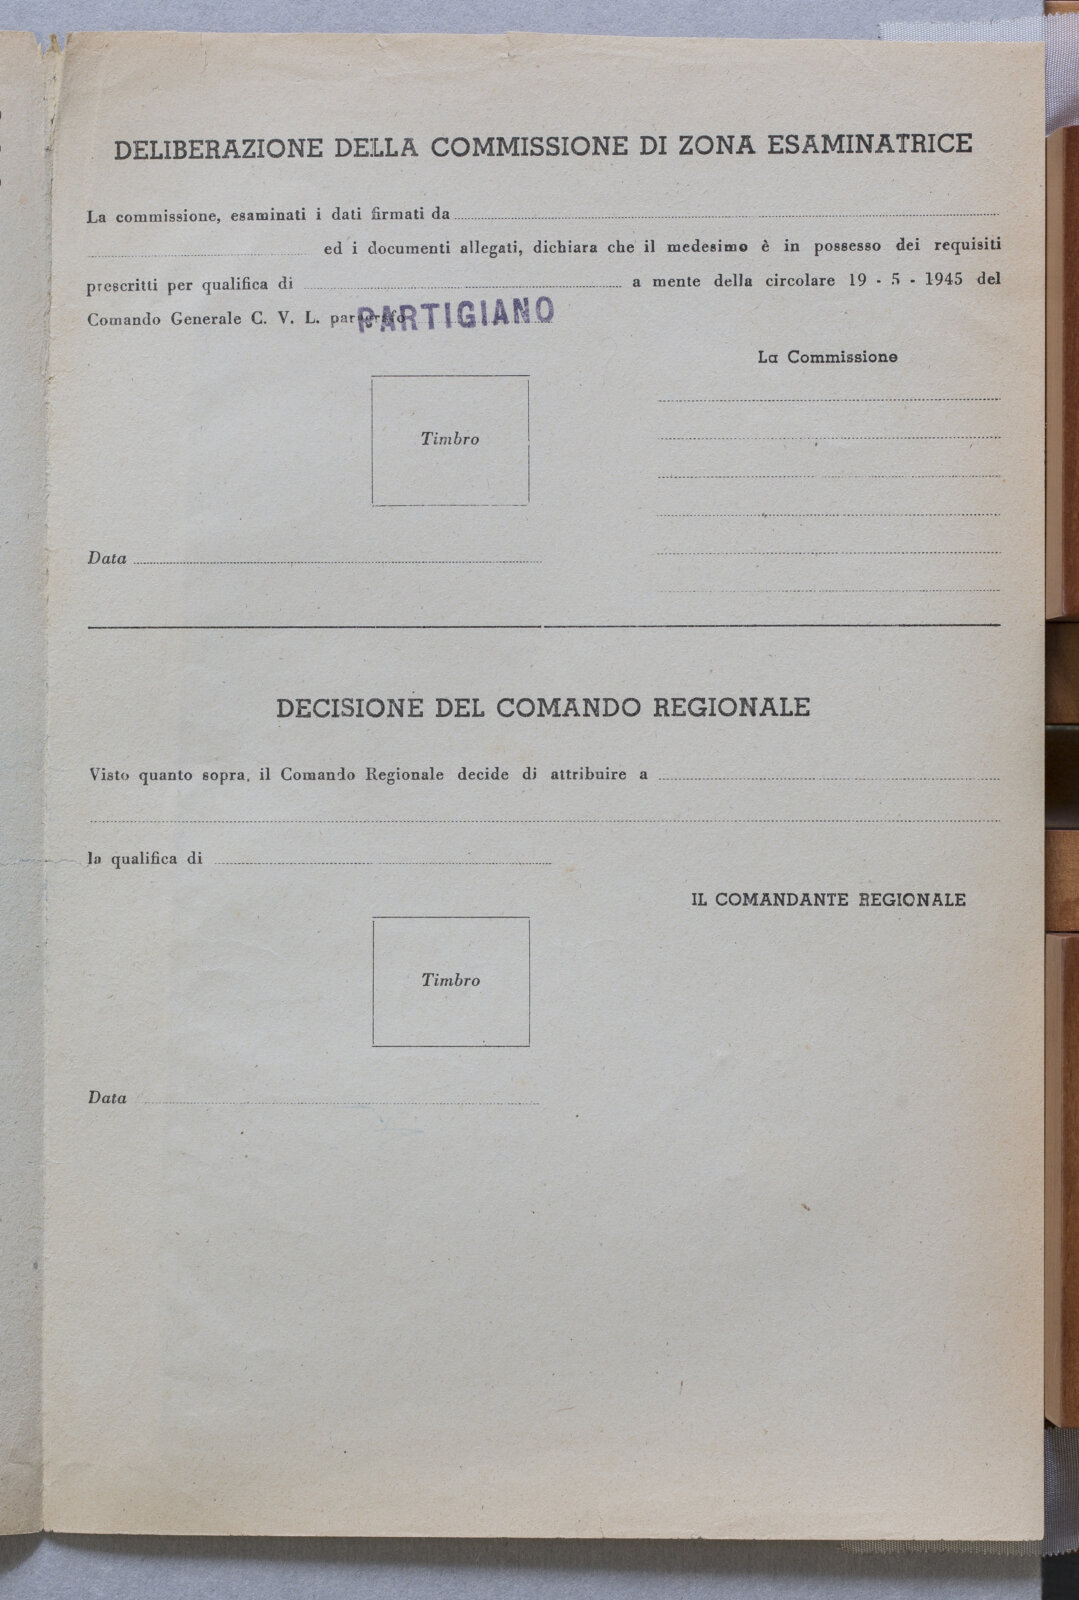 DELIBERAZIONE DELLA COMMISSIONE DI ZONA ESAMINATRICE
La commissione, esaminati i dati firmati da
ed i documenti allegati, dichiara che il medesimo è in possesso dei requisiti
prescritti per qualifica di a mente della circolare 19 - 5 - 1945 del
Comando Generale C. V. L. paragrafo PARTIGIANO
La Commissione
Timbro
Data
DECISIONE DEL COMANDO REGIONALE
Visto quanto sopra, il Comando Regionale decide di attribuire a
la qualifica di
IL COMANDANTE REGIONALE
Timbro
Data